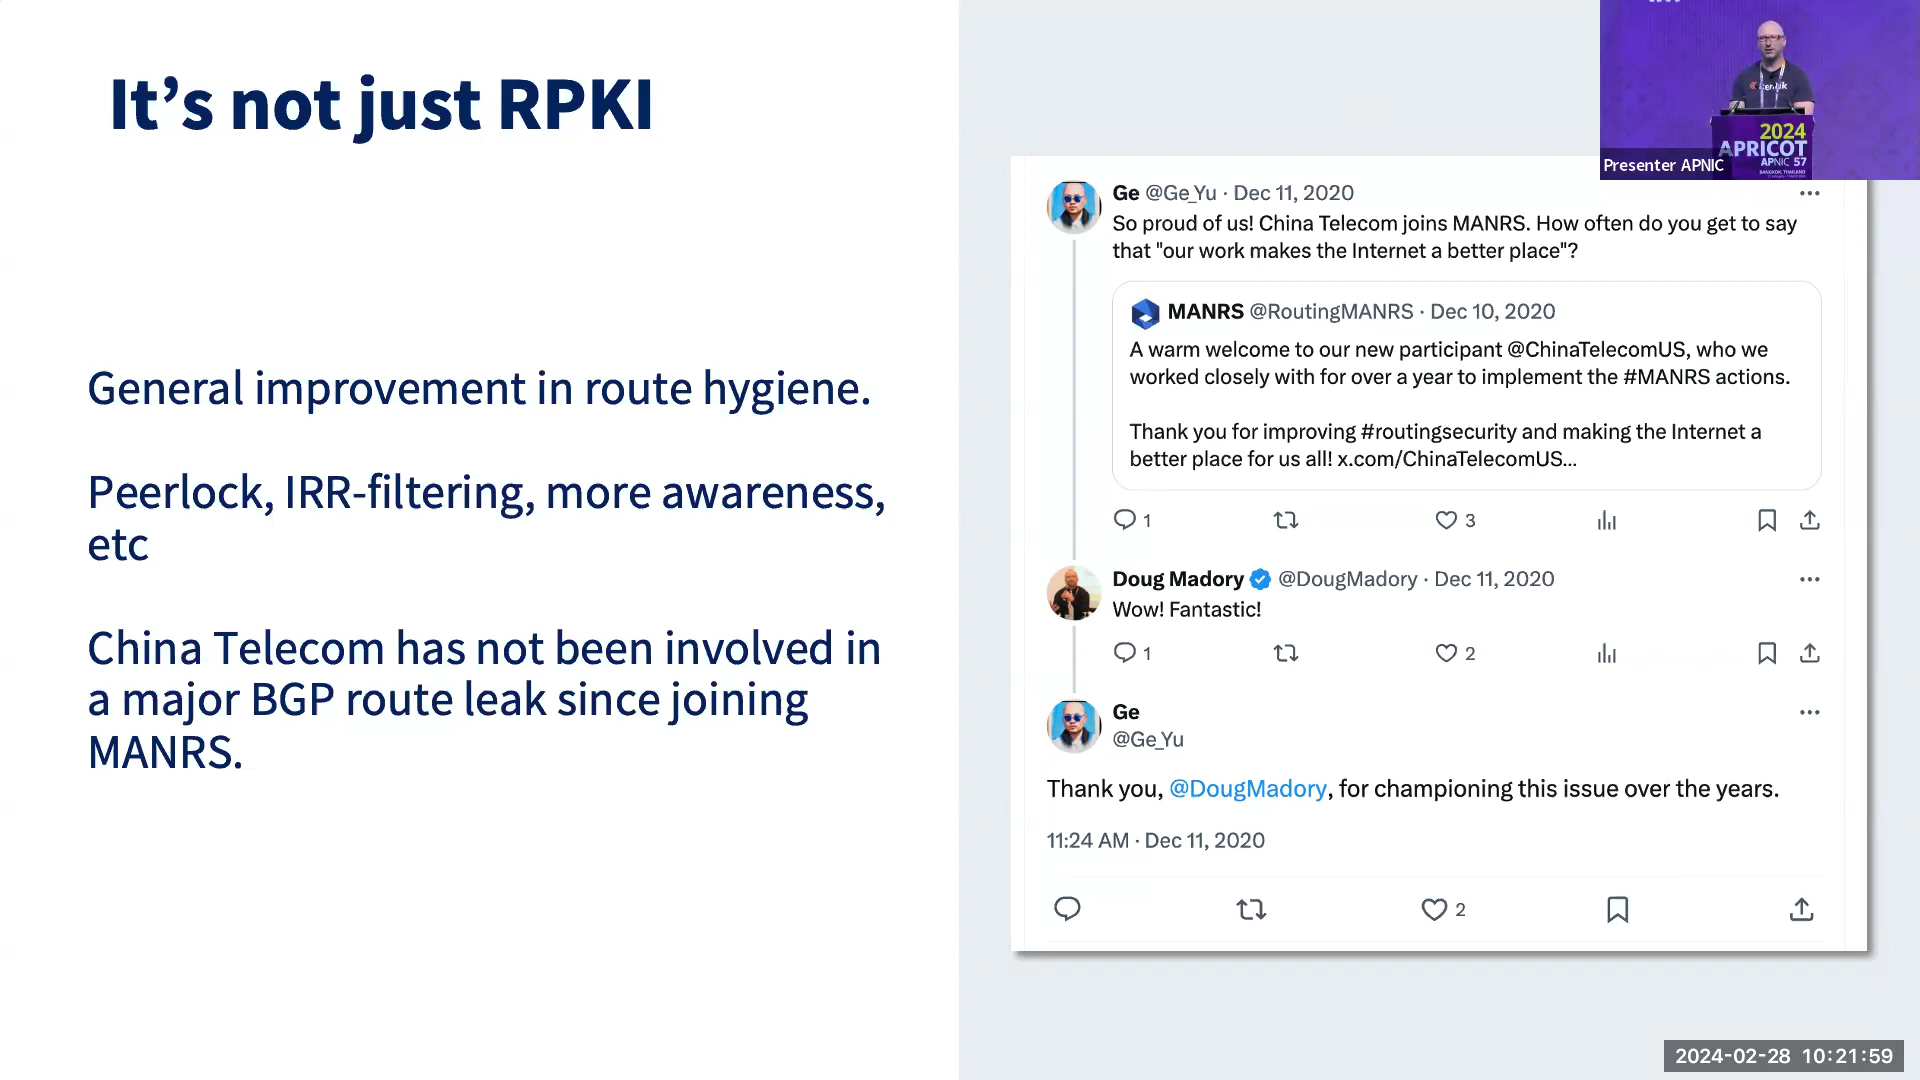 It's not just RPKI
General improvement in route hygiene.
Peerlock, IRR-filtering, more awareness,
etc
China Telecom has not been involved in
a major BGP route leak since joining
MANRS.
2024
APRICOT
APNIC 57
BANGKOK, THAILAND
Presenter APNIC
Ge @Ge_Yu · Dec 11, 2020
So proud of us! China Telecom joins MANRS. How often do you get to say
that "our work makes the Internet a better place"?
MANRS @RoutingMANRS · Dec 10, 2020
A warm welcome to our new participant @ChinaTelecomUS, who we
worked closely with for over a year to implement the #MANRS actions.
Thank you for improving #routingsecurity and making the Internet a
better place for us all! x.com/ChinaTelecomUS...
1
3
Doug Madory @DougMadory · Dec 11, 2020
Wow! Fantastic!
1
2
Ge
@Ge_Yu
Thank you, @DougMadory, for championing this issue over the years.
11:24 AM · Dec 11, 2020
2
2024-02-28 10:21:59